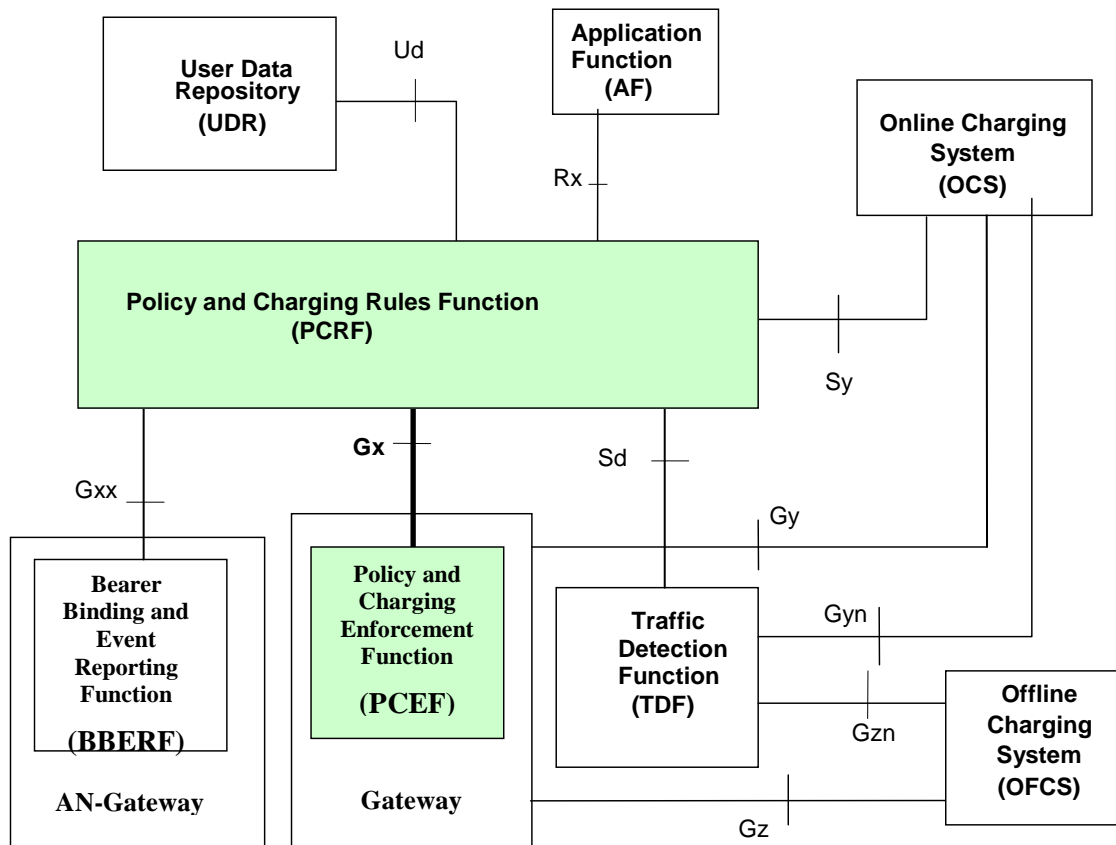 User Data
Repository
(UDR)
Ud
Application
Function
(AF)
Rx
Online Charging
System
(OCS)
Policy and Charging Rules Function
(PCRF)
Sy
Gxx
Gx
Sd
Gy
Bearer
Binding and
Event
Reporting
Function
(BBERF)
AN-Gateway
Policy and
Charging
Enforcement
Function
(PCEF)
Gateway
Traffic
Detection
Function
(TDF)
Gyn
Gzn
Gz
Offline
Charging
System
(OFCS)